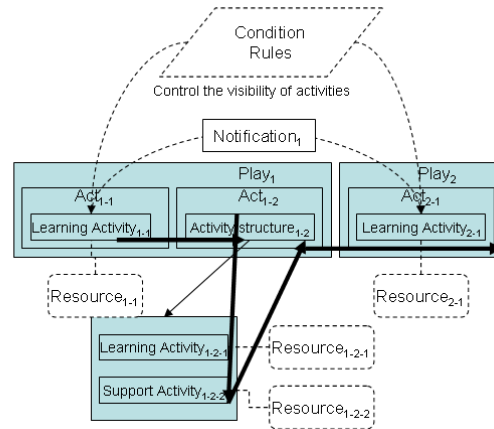 Condition
Rules
Control the visibility of activities
Notification1
Play1
Play2
Act1-1
Act1-2
Act2-1
Learning Activity1-1
Activity structure1-2
Learning Activity2-1
Resource1-1
Resource2-1
Learning Activity1-2-1
Resource1-2-1
Support Activity1-2-2
Resource1-2-2